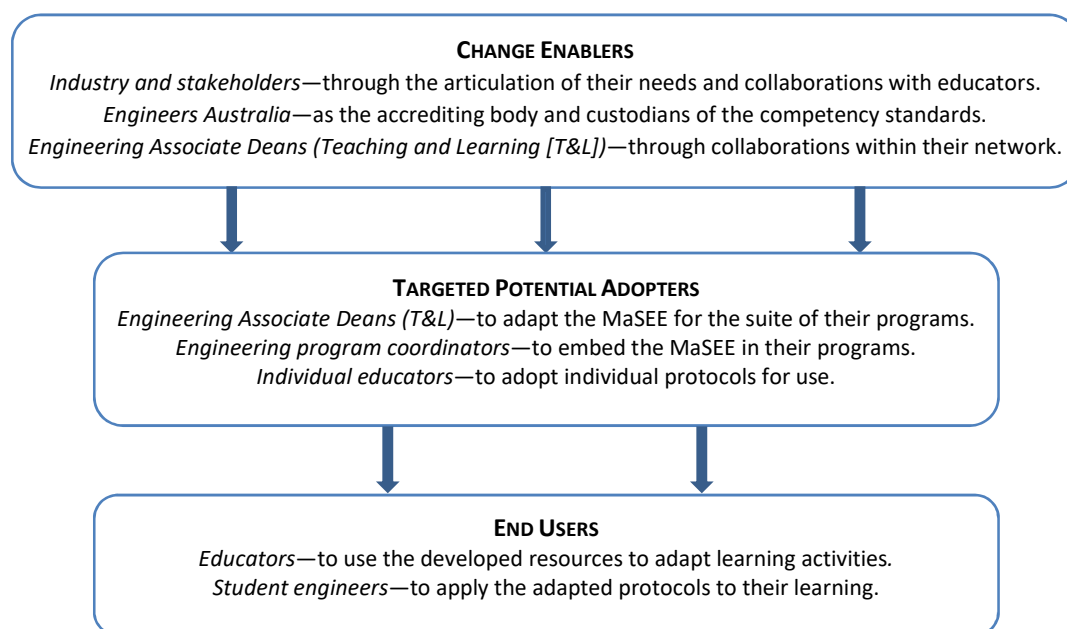 CHANGE ENABLERS
Industry and stakeholders—through the articulation of their needs and collaborations with educators.
Engineers Australia—as the accrediting body and custodians of the competency standards.
Engineering Associate Deans (Teaching and Learning [T&L])—through collaborations within their network.
TARGETED POTENTIAL ADOPTERS
Engineering Associate Deans (T&L)—to adapt the MaSEE for the suite of their programs.
Engineering program coordinators—to embed the MaSEE in their programs.
Individual educators—to adopt individual protocols for use.
END USERS
Educators—to use the developed resources to adapt learning activities.
Student engineers—to apply the adapted protocols to their learning.